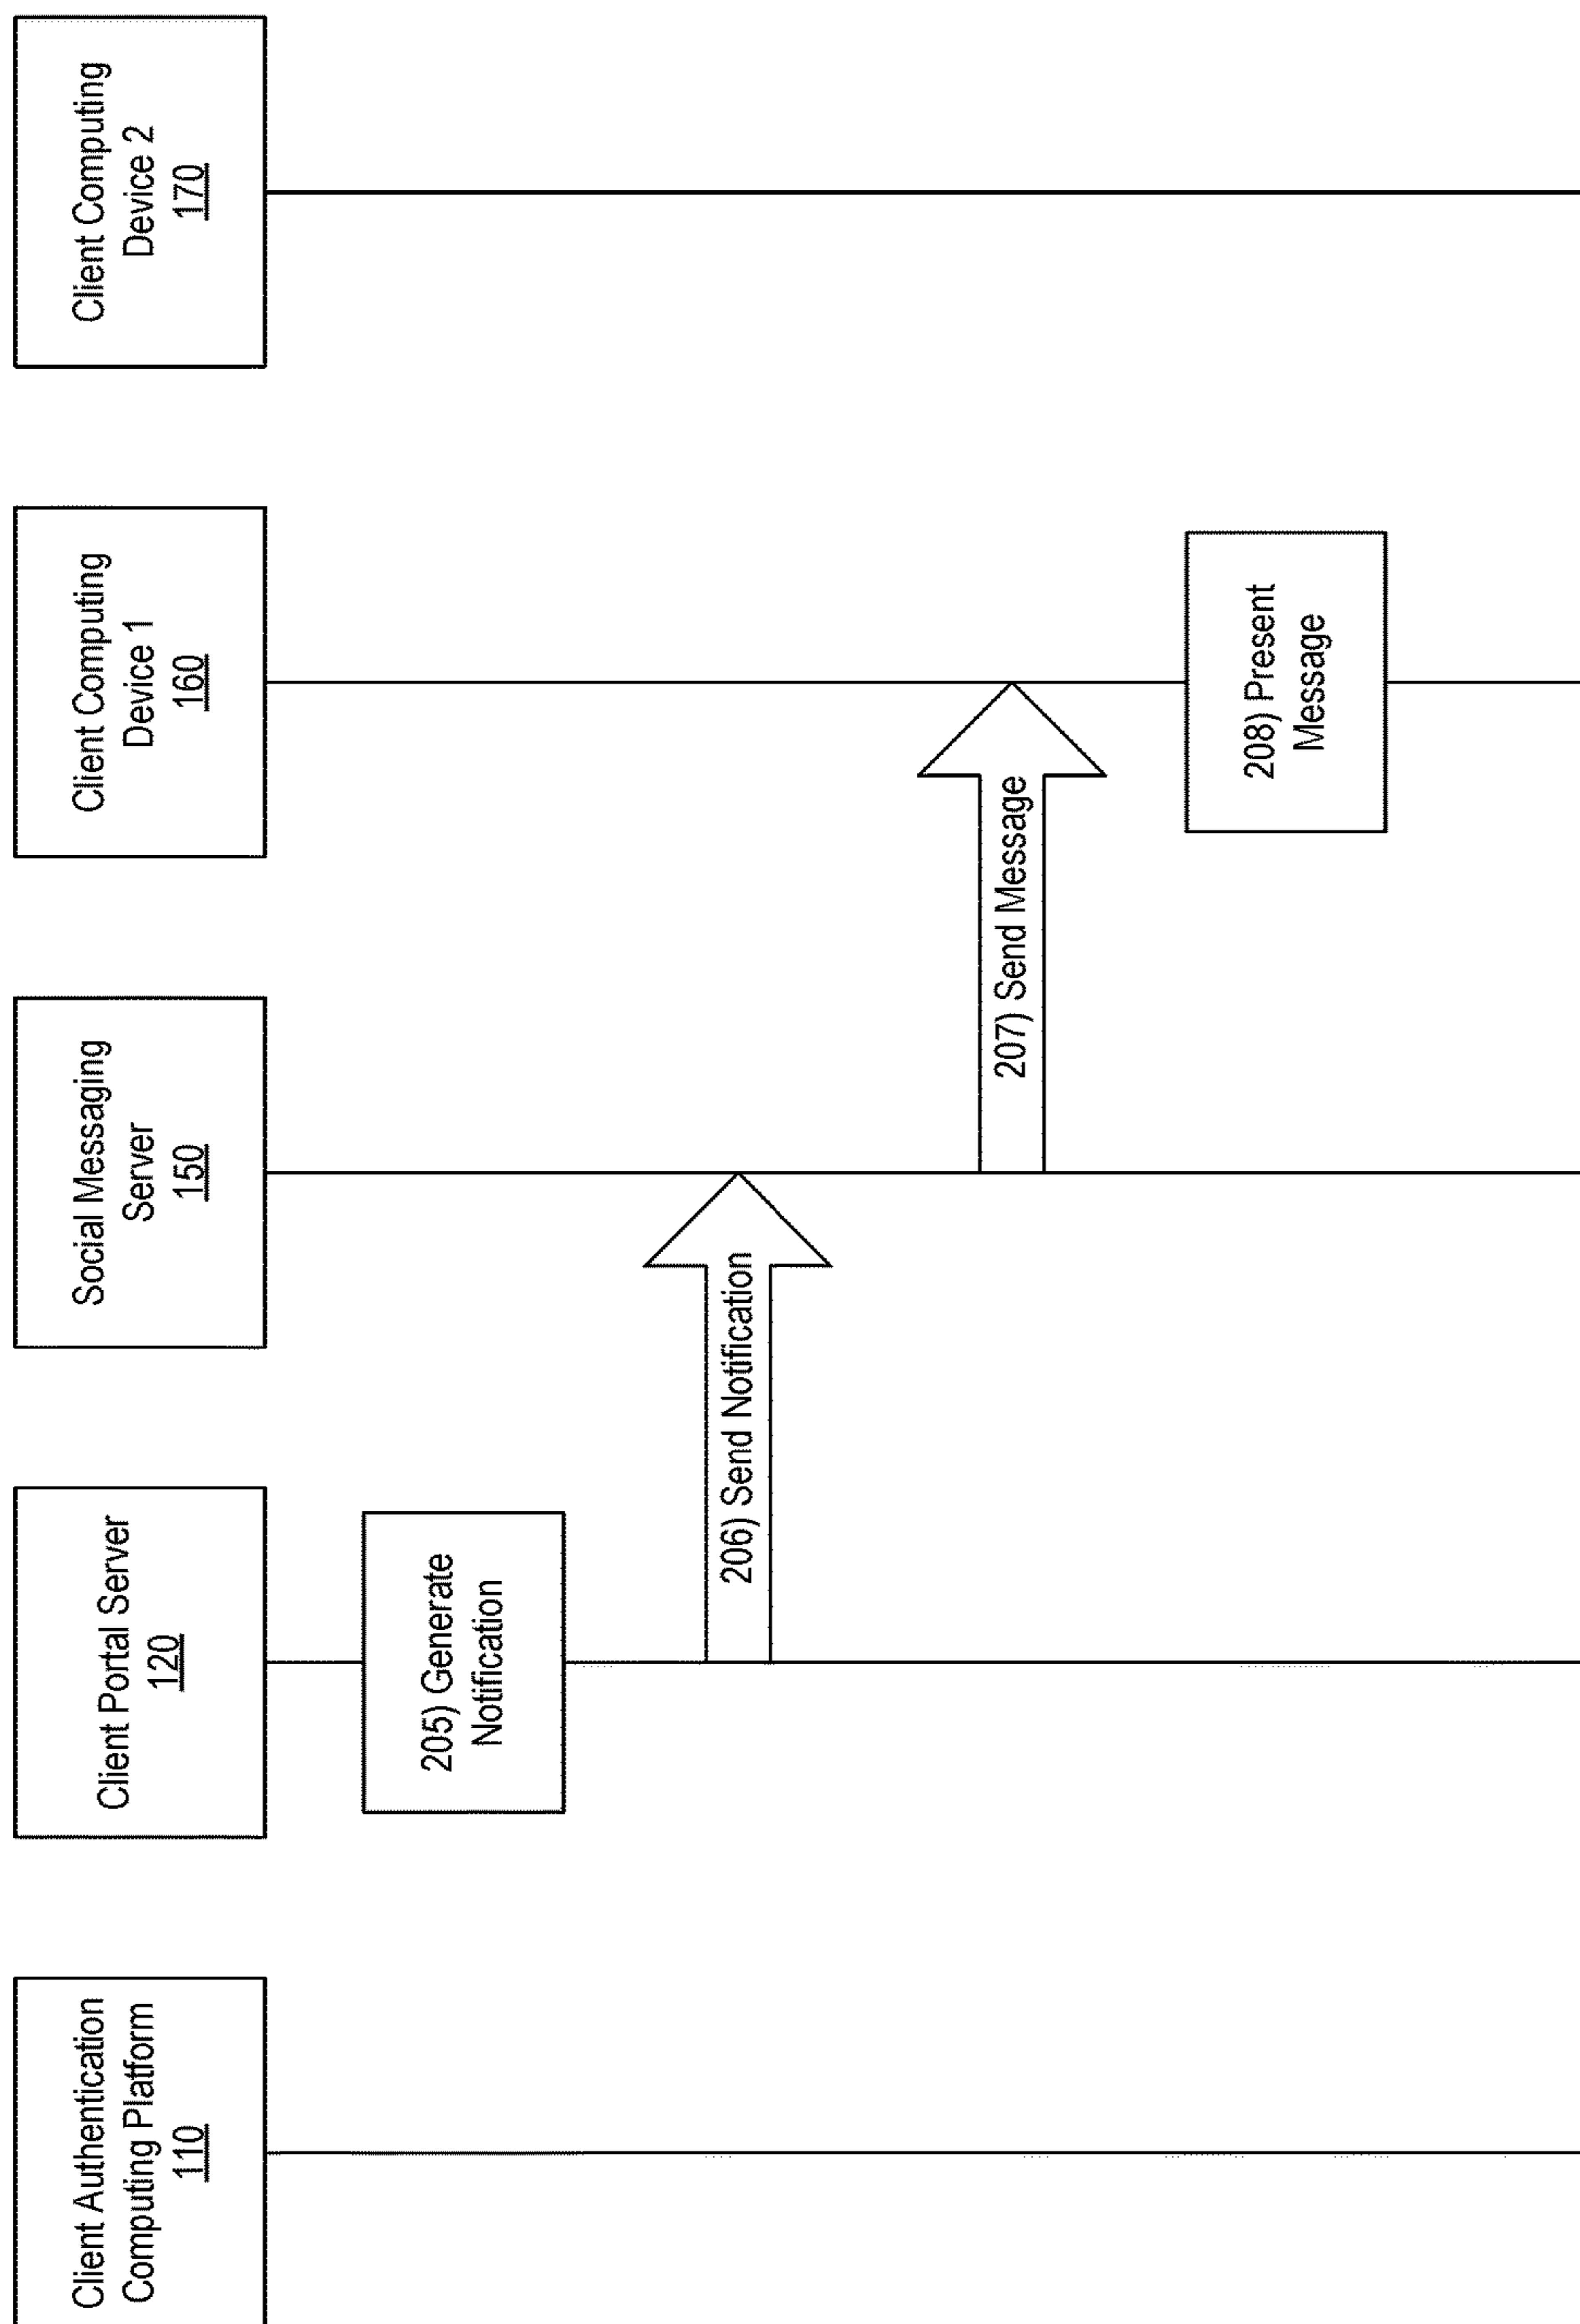 Client Authentication
Computing Platform
110
Client Portal Server
120
Social Messaging
Server
150
Client Computing
Device 1
160
Client Computing
Device 2
170
205) Generate
Notification
206) Send Notification
207) Send Message
208) Present
Message